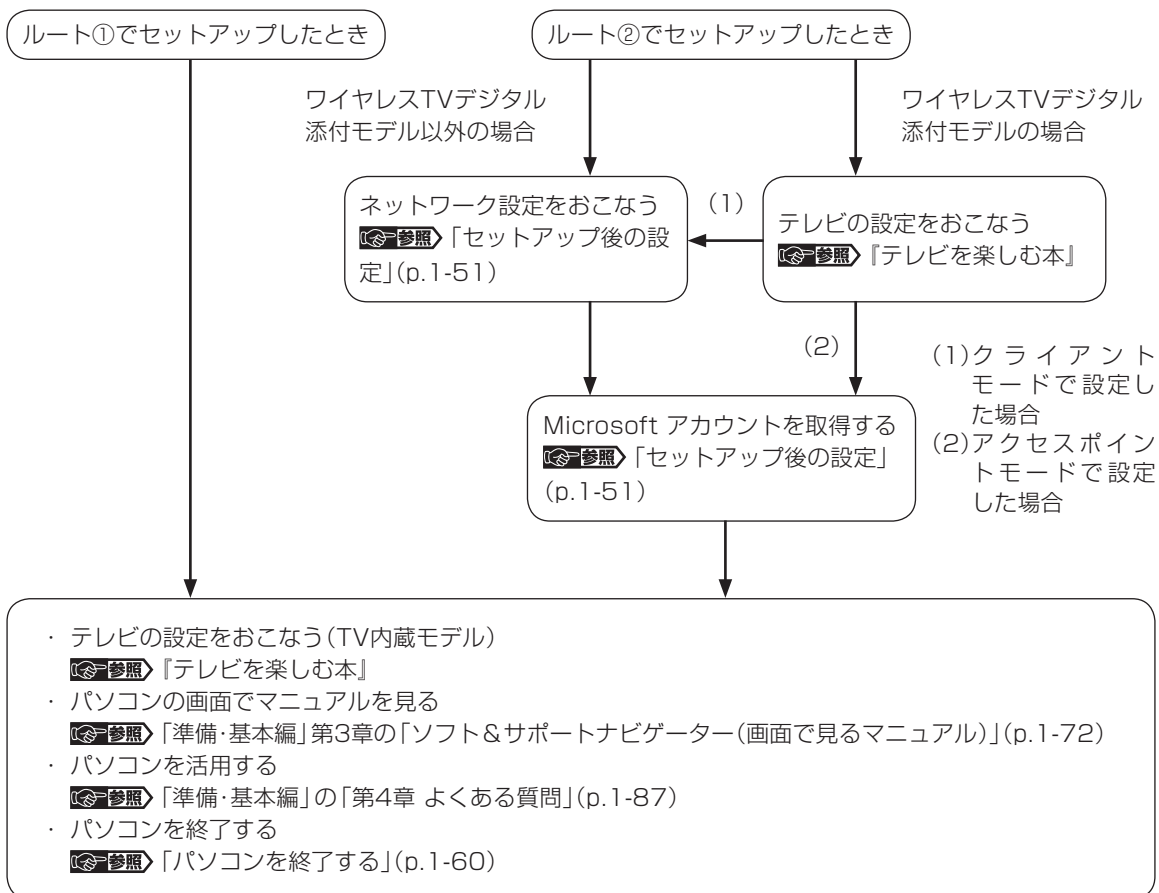 ルート①でセットアップしたとき
ルート②でセットアップしたとき
ワイヤレスTVデジタル
添付モデル以外の場合
ワイヤレスTVデジタル
添付モデルの場合
ネットワーク設定をおこなう
参照 「セットアップ後の設
定」(p.1-51)
(1)
テレビの設定をおこなう
参照 『テレビを楽しむ本』
(2)
(1)クライアント
モードで設定し
た場合
(2)アクセスポイン
トモードで設定
した場合
Microsoft アカウントを取得する
参照 「セットアップ後の設定」
(p.1-51)
・ テレビの設定をおこなう(TV内蔵モデル)
参照 『テレビを楽しむ本』
・ パソコンの画面でマニュアルを見る
参照 「準備・基本編」第3章の「ソフト&サポートナビゲーター(画面で見るマニュアル)」(p.1-72)
・ パソコンを活用する
参照 「準備・基本編」の「第4章 よくある質問」(p.1-87)
・ パソコンを終了する
参照 「パソコンを終了する」(p.1-60)